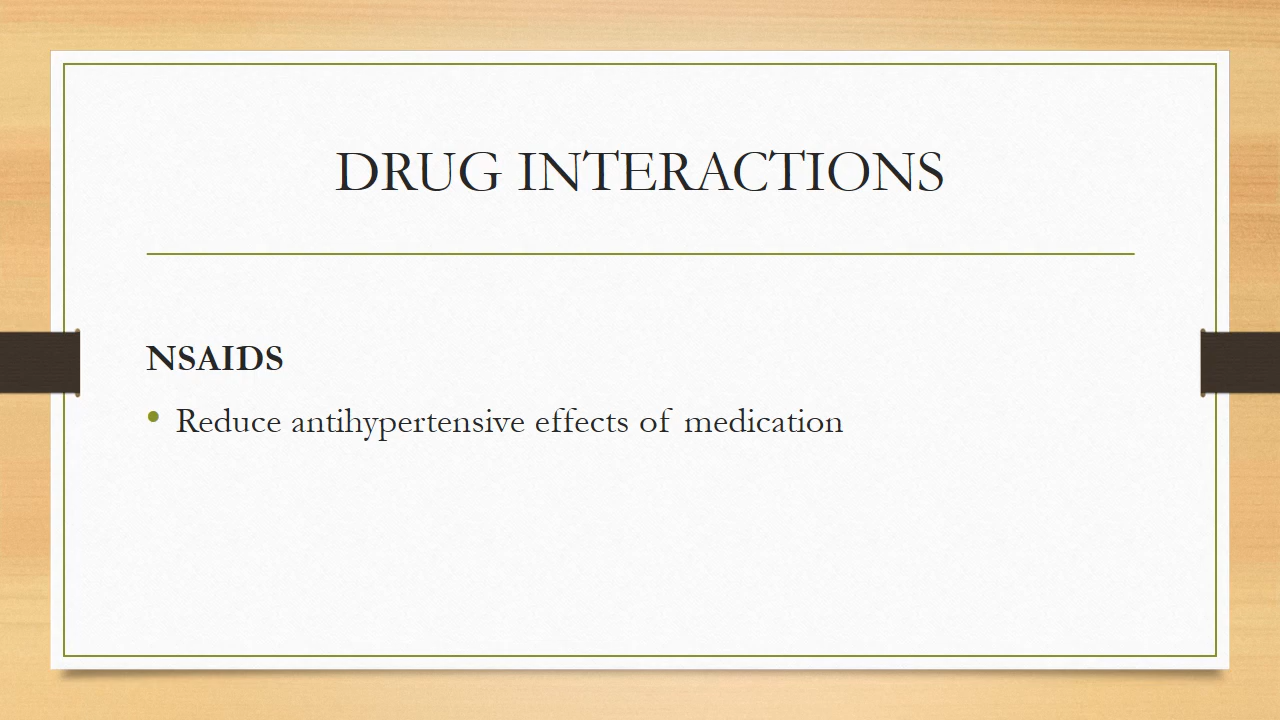 DRUG INTERACTIONS
NSAIDS
• Reduce antihypertensive effects of medication